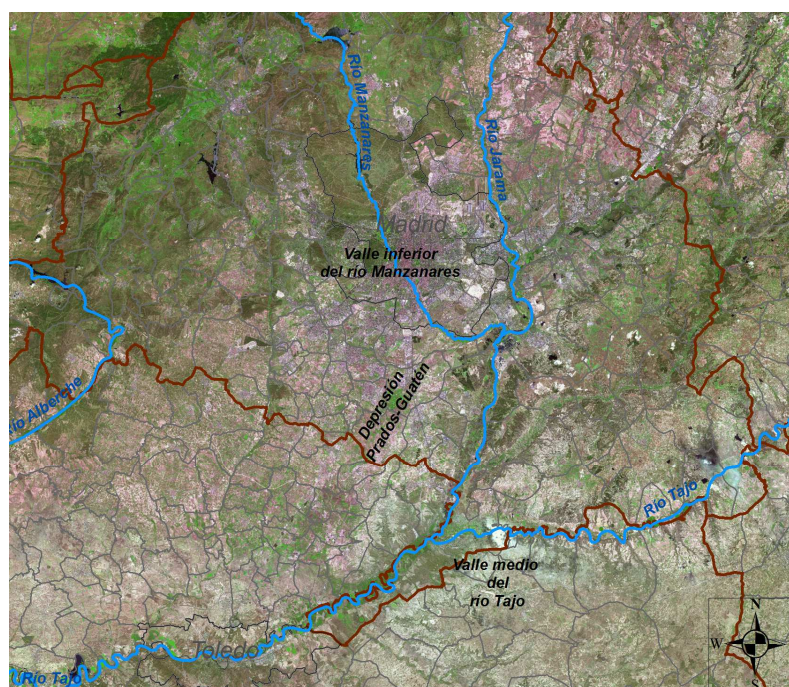 Río Manzanares
Río Jarama
Madrid
Valle inferior
del río Manzanares
Depresión
Prados-Guatén
Río Alberche
Río Tajo
Valle medio
del
río Tajo
N
W
E
S
Toledo
Río Tajo